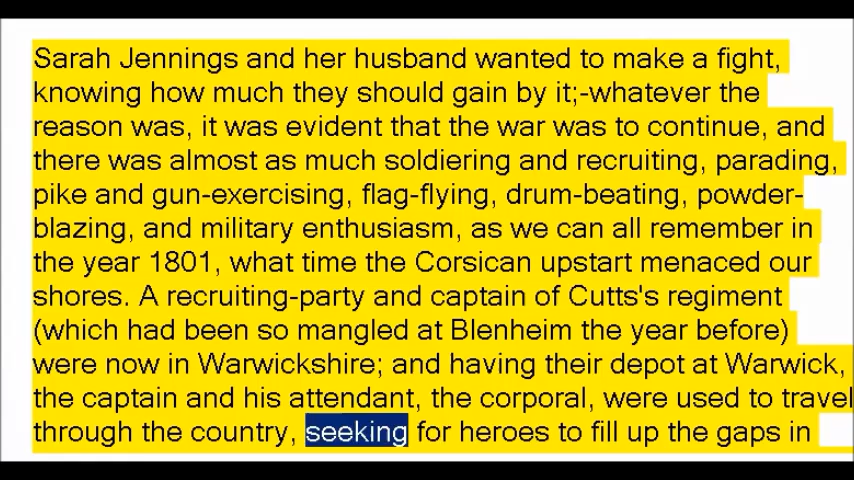 Sarah Jennings and her husband wanted to make a fight,
knowing how much they should gain by it;-whatever the
reason was, it was evident that the war was to continue, and
there was almost as much soldiering and recruiting, parading,
pike and gun-exercising, flag-flying, drum-beating, powder-
blazing, and military enthusiasm, as we can all remember in
the year 1801, what time the Corsican upstart menaced our
shores. A recruiting-party and captain of Cutts's regiment
(which had been so mangled at Blenheim the year before)
were now in Warwickshire; and having their depot at Warwick,
the captain and his attendant, the corporal, were used to travel
through the country, seeking for heroes to fill up the gaps in